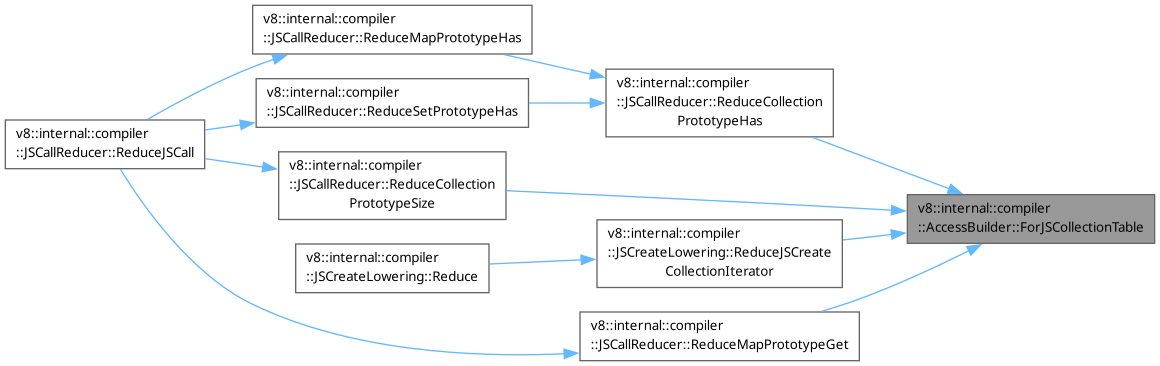 v8::internal::compiler
::JSCallReducer::ReduceMapPrototypeHas
v8::internal::compiler
::JSCallReducer::ReduceCollection
PrototypeHas
v8::internal::compiler
::JSCallReducer::ReduceSetPrototypeHas
v8::internal::compiler
::JSCallReducer::ReduceJSCall
v8::internal::compiler
::JSCallReducer::ReduceCollection
PrototypeSize
v8::internal::compiler
::AccessBuilder::ForJSCollectionTable
v8::internal::compiler
::JSCreateLowering::ReduceJSCreate
CollectionIterator
v8::internal::compiler
::JSCreateLowering::Reduce
v8::internal::compiler
::JSCallReducer::ReduceMapPrototypeGet